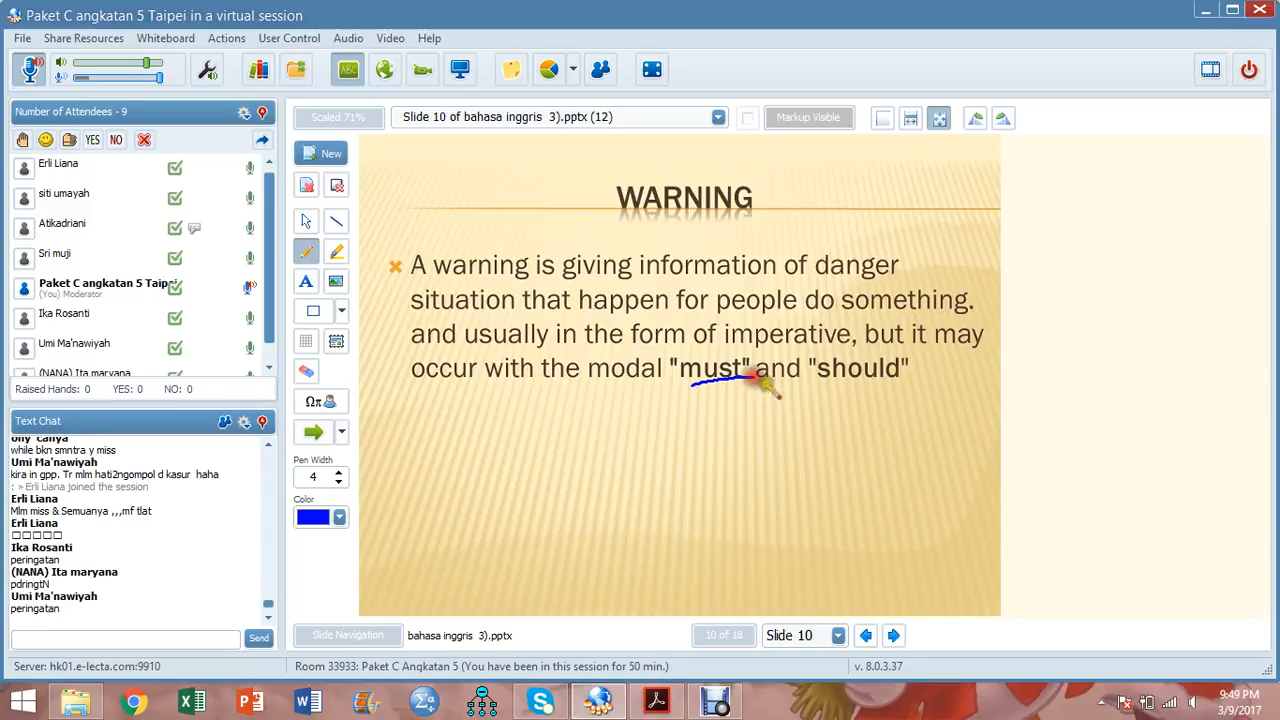 Paket C angkatan 5 Taipei in a virtual session
File Share Resources Whiteboard Actions User Control Audio Video Help
Number of Attendees - 9
YES NO
Erli Liana
siti umayah
Atikadriani
Sri muji
Paket C angkatan 5 Taipei
(You) Moderator
Ika Rosanti
Umi Ma'nawiyah
(NANA) Ita maryana
Raised Hands: 0 YES: 0 NO: 0
Text Chat
while bkn smntra y miss
Umi Ma'nawiyah
kira in gpp. Tr mlm hati2ngompol d kasur haha
: » Erli Liana joined the session
Erli Liana
Mlm miss & Semuanya ,,,mf tlat
Erli Liana
□□□□□
Ika Rosanti
peringatan
(NANA) Ita maryana
pdringtN
Umi Ma'nawiyah
peringatan
Send
Scaled 71% Slide 10 of bahasa inggris 3).pptx (12) Markup Visible
New
ABC
A
Ωπ
Pen Width
4
Color
WARNING
A warning is giving information of danger
situation that happen for people do something.
and usually in the form of imperative, but it may
occur with the modal "must" and "should"
Slide Navigation bahasa inggris 3).pptx 10 of 18 Slide 10
Server: hk01.e-lecta.com:9910 Room 33933: Paket C Angkatan 5 (You have been in this session for 50 min.) v. 8.0.3.37
9:49 PM
3/9/2017